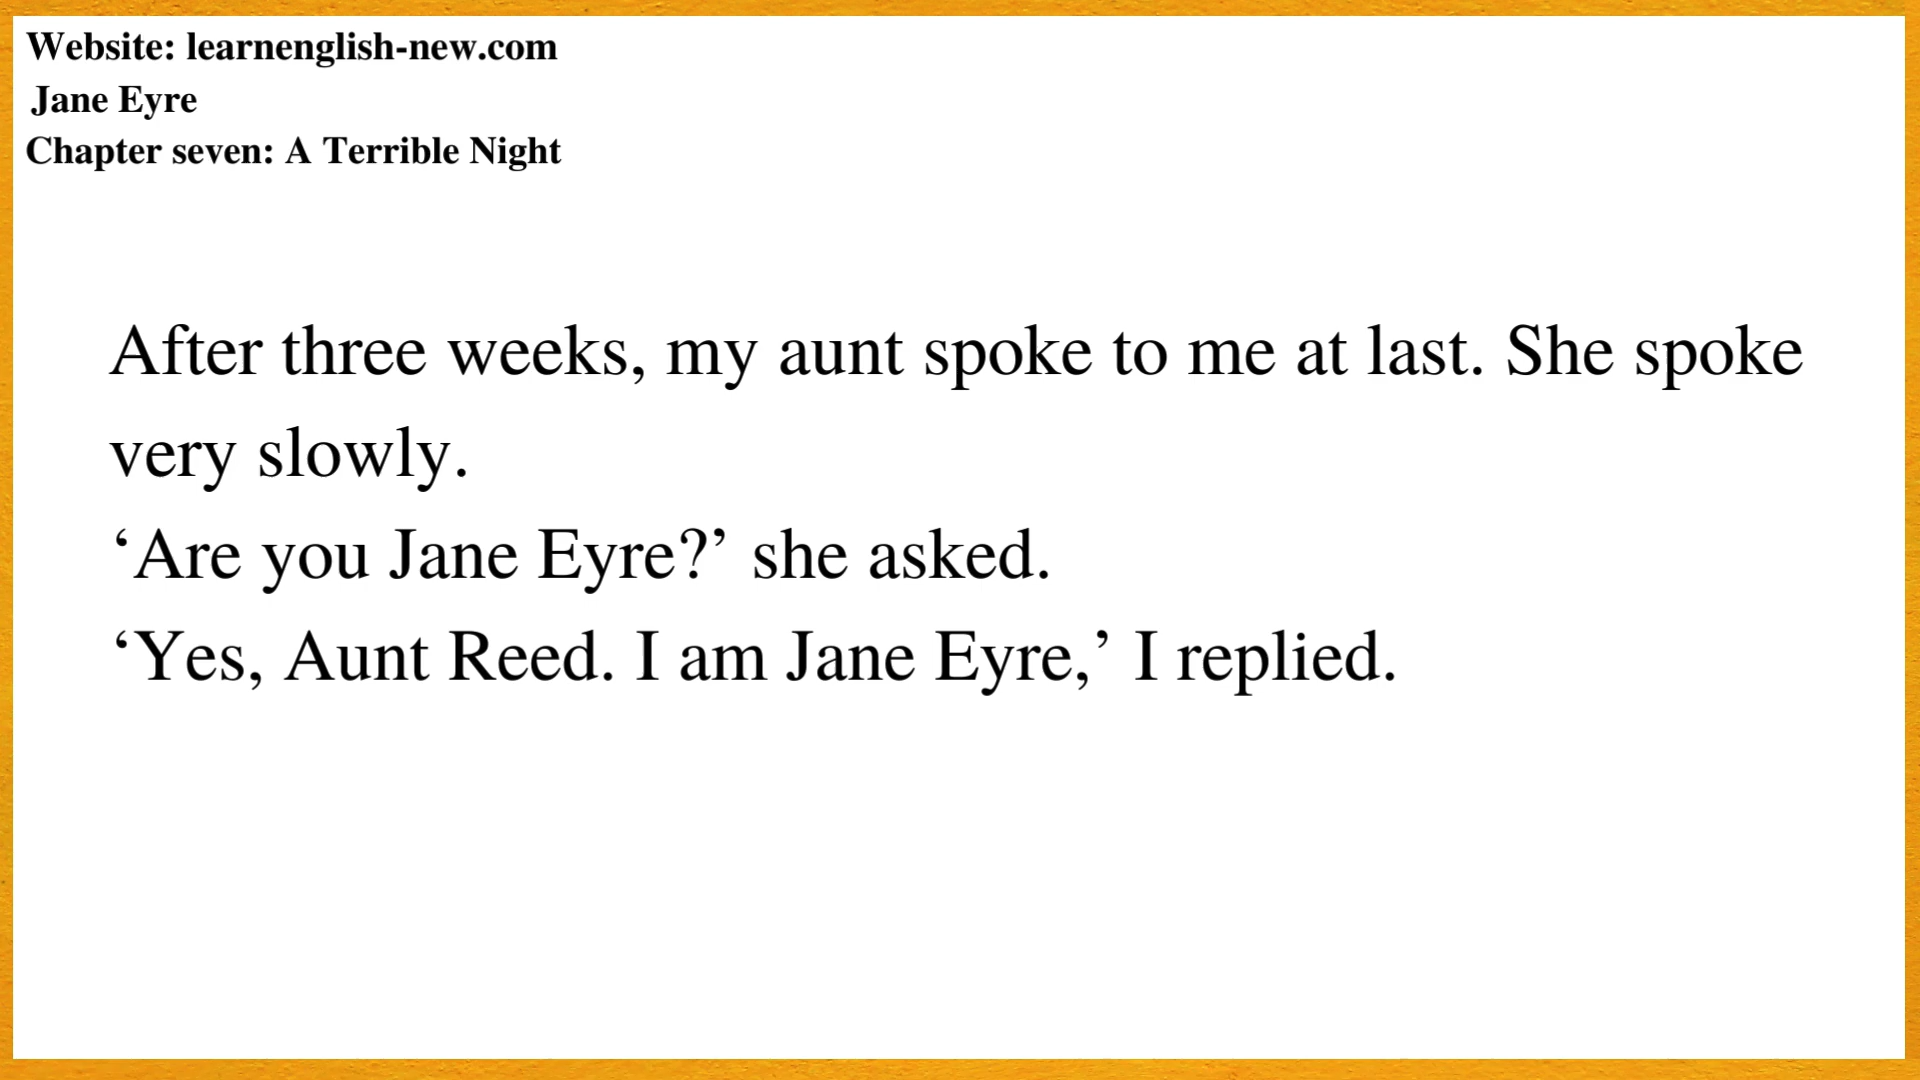 Website: learnenglish-new.com
Jane Eyre
Chapter seven: A Terrible Night
After three weeks, my aunt spoke to me at last. She spoke
very slowly.
‘Are you Jane Eyre?’ she asked.
‘Yes, Aunt Reed. I am Jane Eyre,’ I replied.